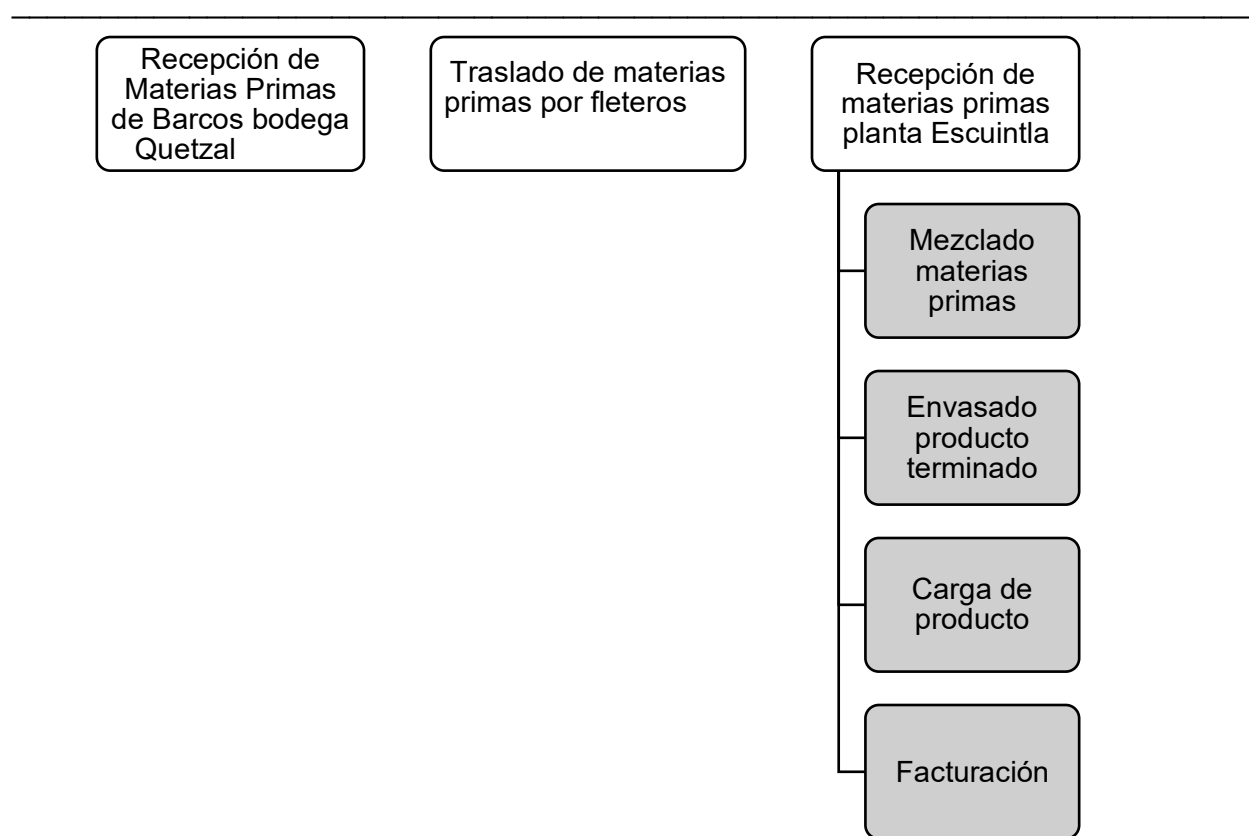 Recepción de
Materias Primas
de Barcos bodega
Quetzal
Traslado de materias
primas por fleteros
Recepción de
materias primas
planta Escuintla
Mezclado
materias
primas
Envasado
producto
terminado
Carga de
producto
Facturación